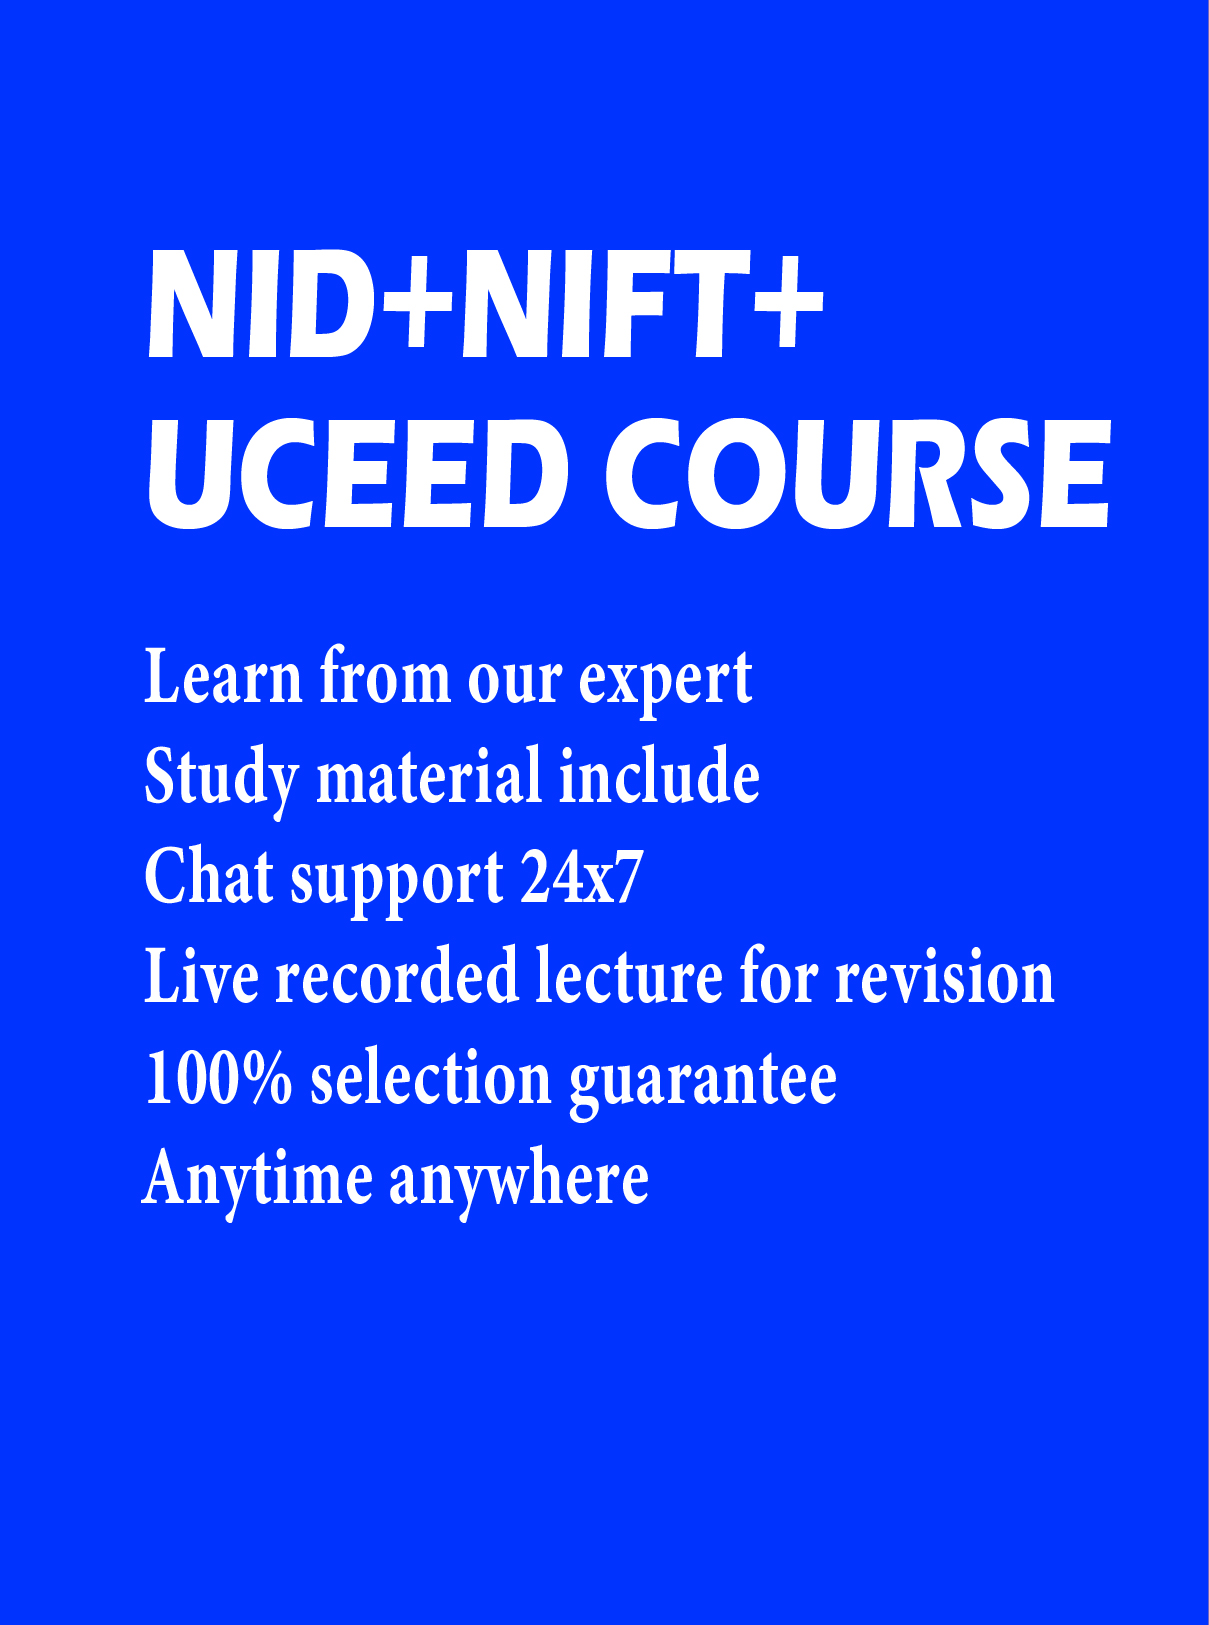 NID+NIFT+
UCEED COURSE
Learn from our expert
Study material include
Chat support 24x7
Live recorded lecture for revision
100% selection guarantee
Anytime anywhere